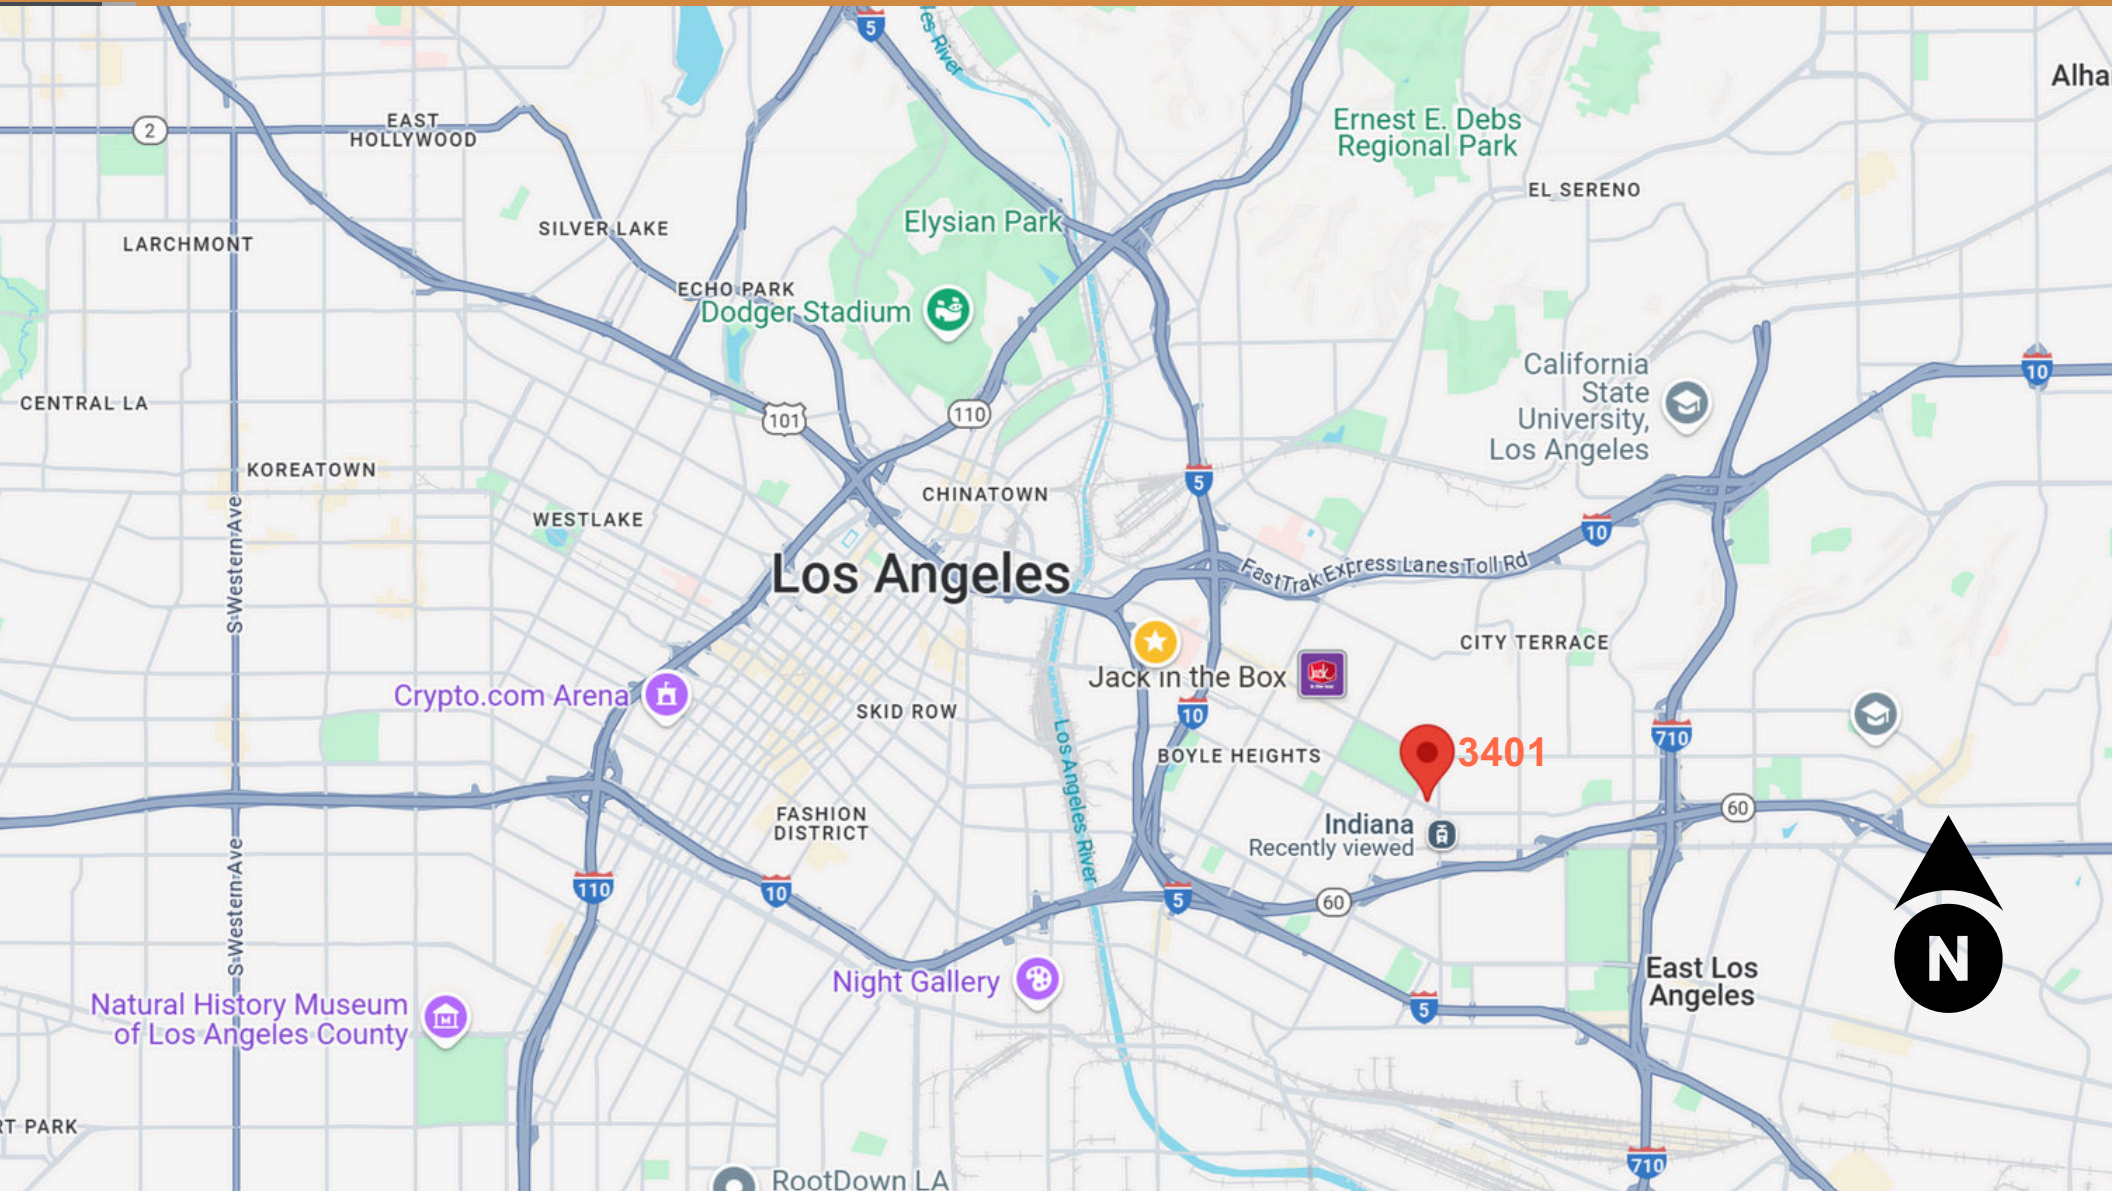 5
les River
Alha
Ernest E. Debs
Regional Park
2
EAST
HOLLYWOOD
EL SERENO
Elysian Park
SILVER LAKE
LARCHMONT
ECHO PARK
Dodger Stadium
California
State
University,
Los Angeles
10
CENTRAL LA
101
110
KOREATOWN
5
CHINATOWN
WESTLAKE
10
S Western Ave
Los Angeles
FasTrak Express Lanes Toll Rd
CITY TERRACE
Jack in the Box
Jack
Crypto.com Arena
SKID ROW
10
710
BOYLE HEIGHTS
3401
Los Angeles River
60
FASHION
DISTRICT
Indiana
Recently viewed
110
10
5
60
S Western Ave
N
East Los
Angeles
Night Gallery
5
Natural History Museum
of Los Angeles County
RT PARK
710
RootDown LA